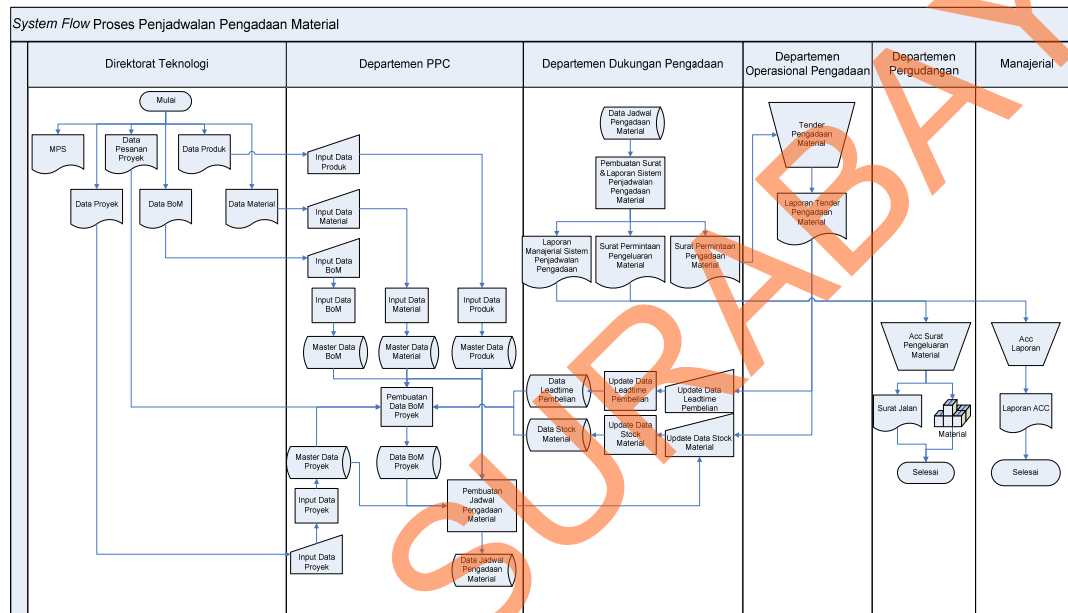 System Flow Proses Penjadwalan Pengadaan Material
Direktorat Teknologi
Departemen PPC
Departemen Dukungan Pengadaan
Departemen
Operasional Pengadaan
Departemen
Pergudangan
Manajerial
Mulai
MPS
Data
Pesanan
Proyek
Data Produk
Data Proyek
Data BoM
Data Material
Input Data
Produk
Input Data
Material
Input Data
BoM
Input Data
BoM
Input Data
Material
Input Data
Produk
Master Data
BoM
Master Data
Material
Master Data
Produk
Pembuatan
Data BoM
Proyek
Master Data
Proyek
Data BoM
Proyek
Input Data
Proyek
Input Data
Proyek
Pembuatan
Jadwal
Pengadaan
Material
Data Jadwal
Pengadaan
Material
Data Jadwal
Pengadaan
Material
Pembuatan Surat
& Laporan Sistem
Penjadwalan
Pengadaan
Material
Laporan
Manajerial Sistem
Penjadwalan
Pengadaan
Surat Permintaan
Pengeluaran
Material
Surat Permintaan
Pengadaan
Material
Data
Leadtime
Pembelian
Update Data
Leadtime
Pembelian
Update Data
Leadtime
Pembelian
Data Stock
Material
Update Data
Stock
Material
Update Data Stock
Material
Tender
Pengadaan
Material
Laporan Tender
Pengadaan
Material
Acc Surat
Pengeluaran
Material
Surat Jalan
Material
Selesai
Acc
Laporan
Laporan ACC
Selesai
SURABAY